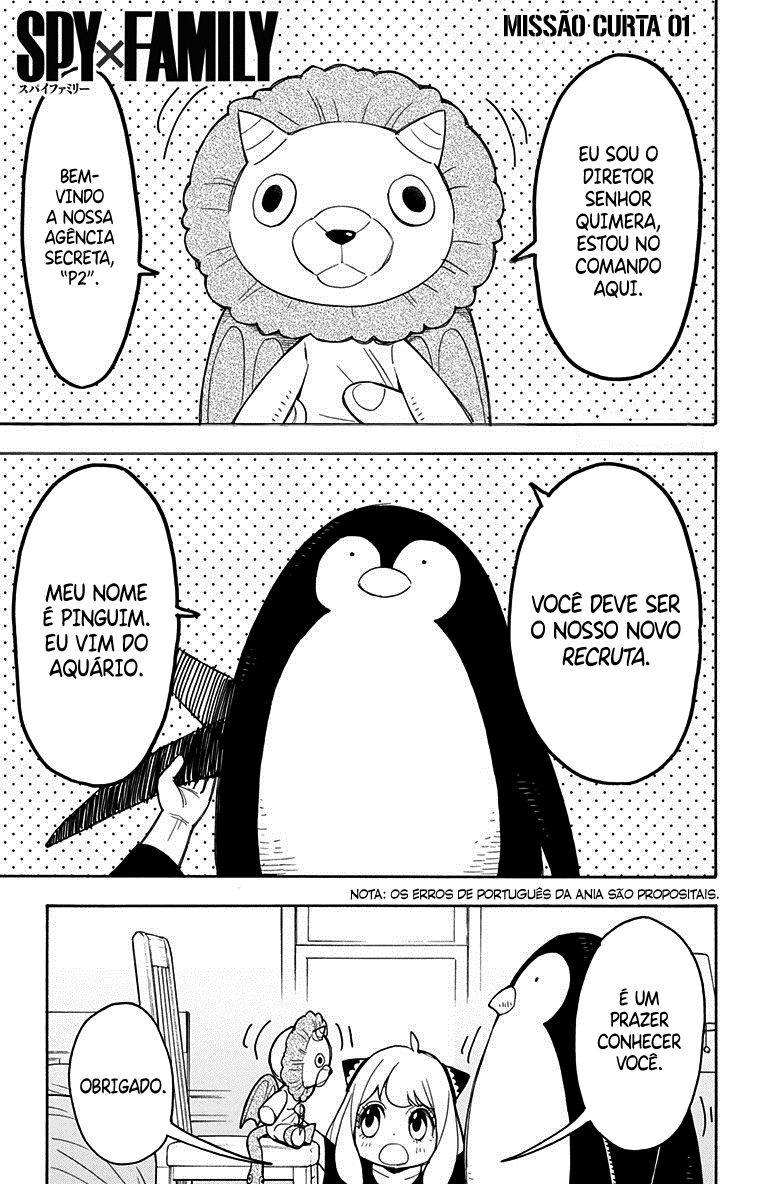 SPY×FAMILY
スパイファミリー
MISSÃO CURTA 01
EU SOU O
DIRETOR
SENHOR
QUIMERA,
ESTOU NO
COMANDO
AQUI.
BEM-
VINDO
A NOSSA
AGÊNCIA
SECRETA,
“P2”.
VOCÊ DEVE SER
O NOSSO NOVO
RECRUTA.
MEU NOME
É PINGUIM.
EU VIM DO
AQUÁRIO.
NOTA: OS ERROS DE PORTUGUÊS DA ANIA SÃO PROPOSITAIS.
É UM
PRAZER
CONHECER
VOCÊ.
OBRIGADO.